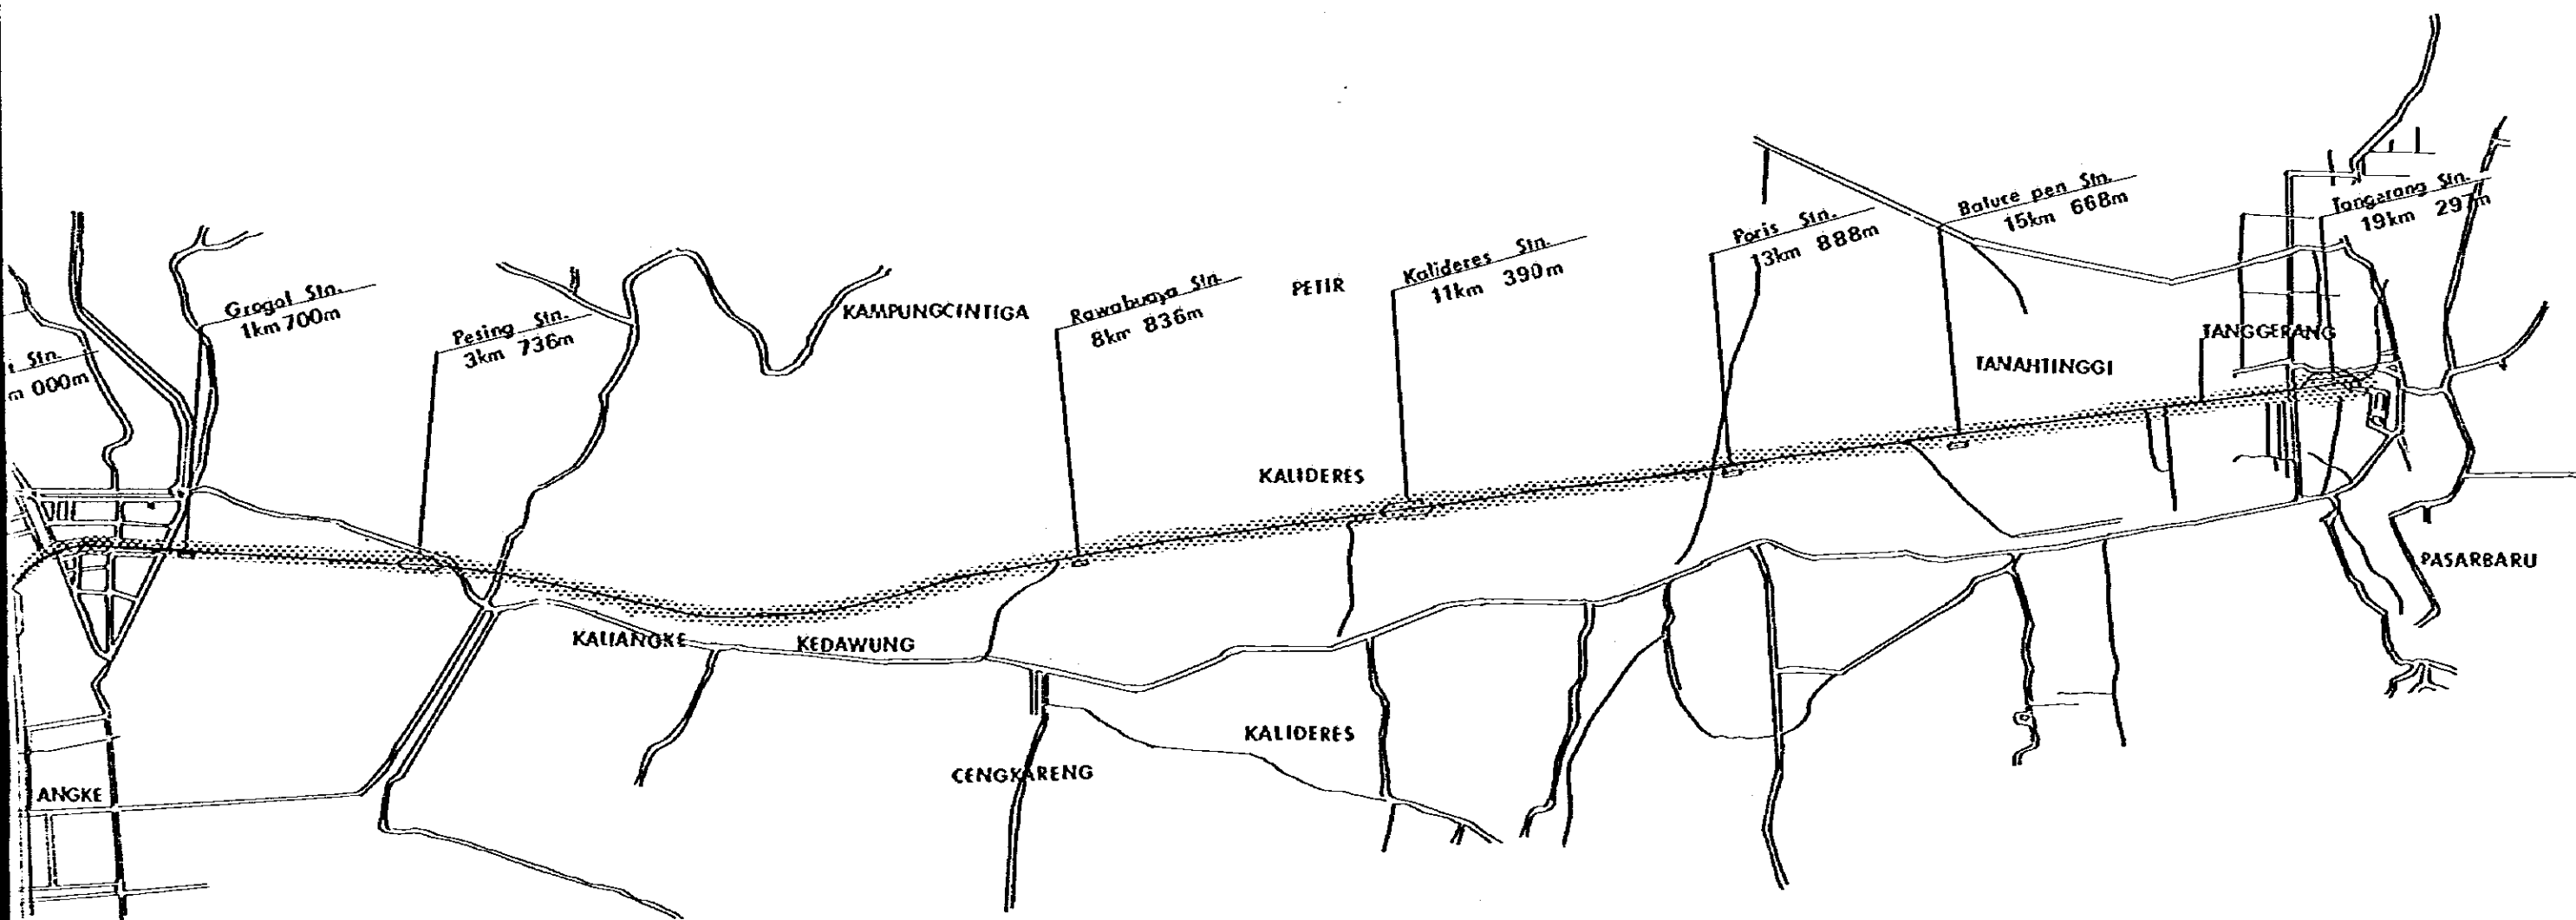 Stn.
000m
Grogol Stn.
1km 700m
Pesing Stn.
3km 736m
KAMPUNGCINTIGA
Rawabuaya Stn.
8km 836m
PETIR
Kalideres Stn.
11km 390m
Poris Stn.
13km 888m
Batuce pen Stn.
15km 668m
Tangerang Stn.
19km 297m
TANGGERANG
TANAHTINGGI
KALIDERES
PASARBARU
KALIANGKE
KEDAWUNG
KALIDERES
CENGKARENG
ANGKE